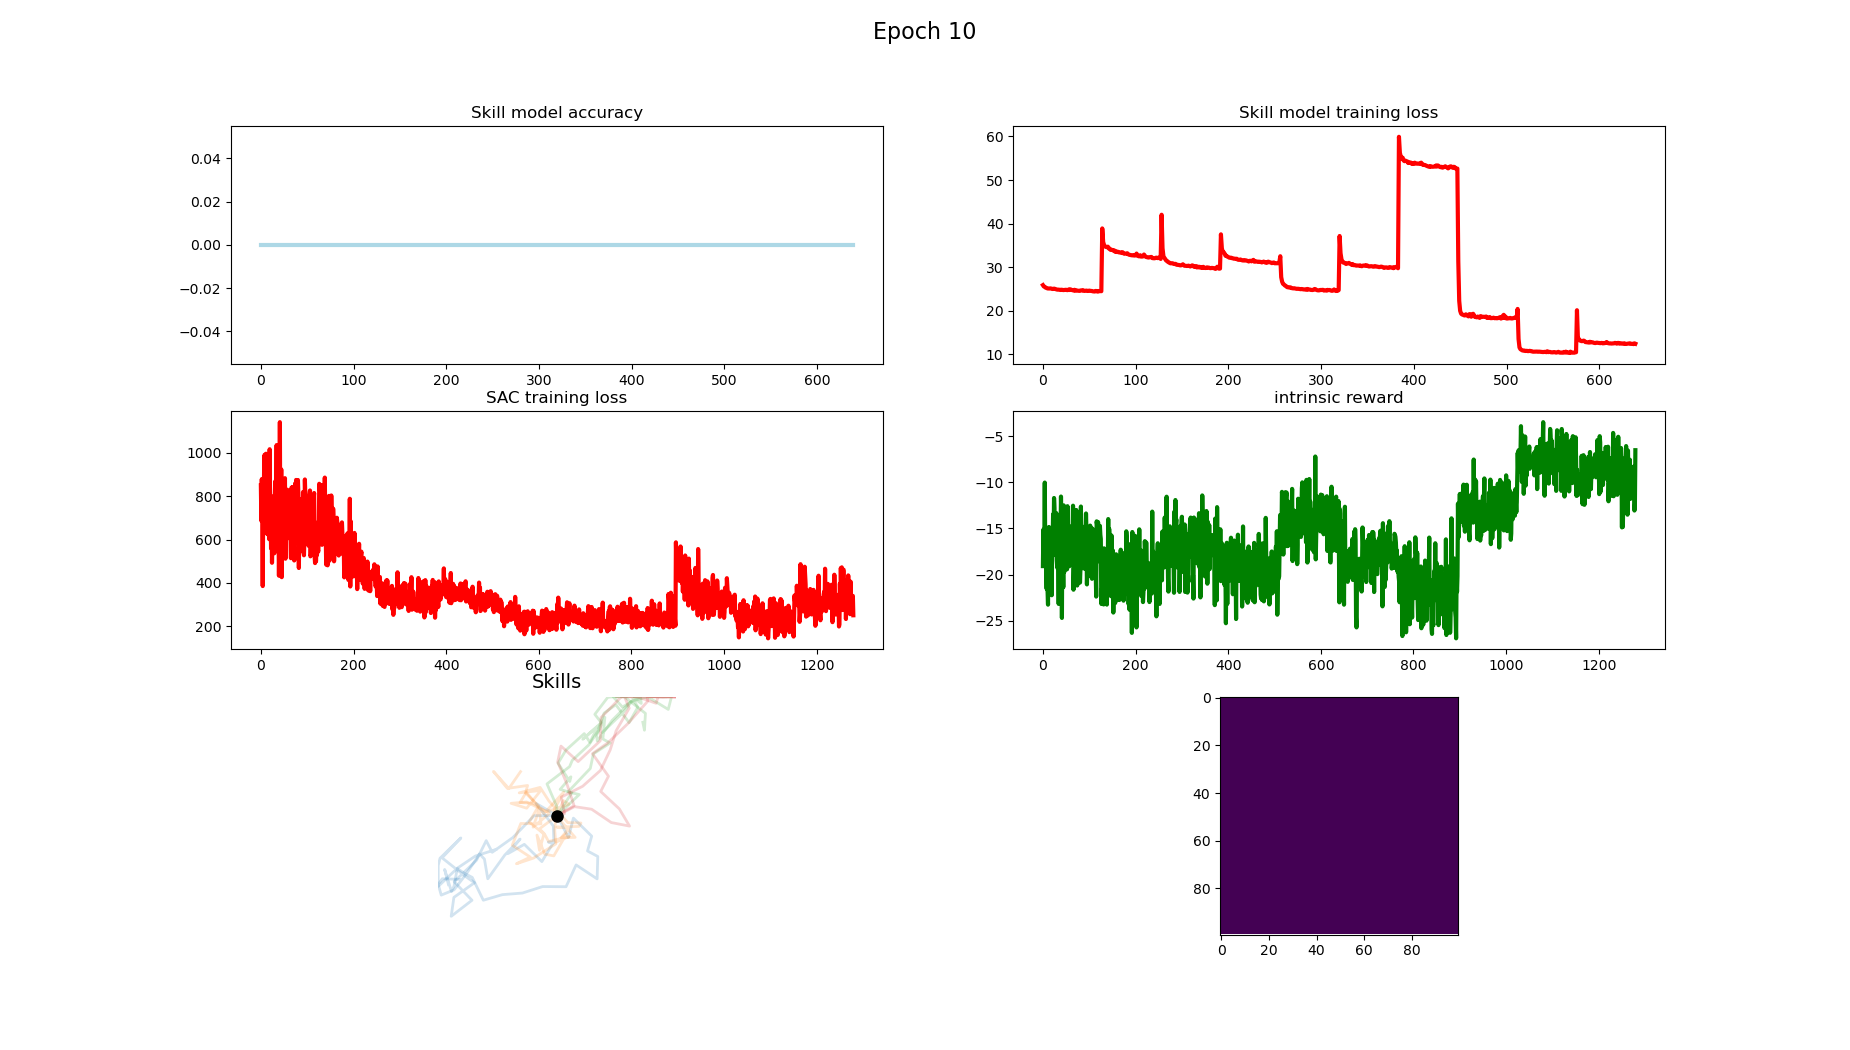 Epoch 10
Skill model accuracy
0.04
0.02
0.00
−0.02
−0.04
0 100 200 300 400 500 600
Skill model training loss
60
50
40
30
20
10
0 100 200 300 400 500 600
SAC training loss
1000
800
600
400
200
0 200 400 600 800 1000 1200
intrinsic reward
−5
−10
−15
−20
−25
0 200 400 600 800 1000 1200
Skills
0
20
40
60
80
0 20 40 60 80